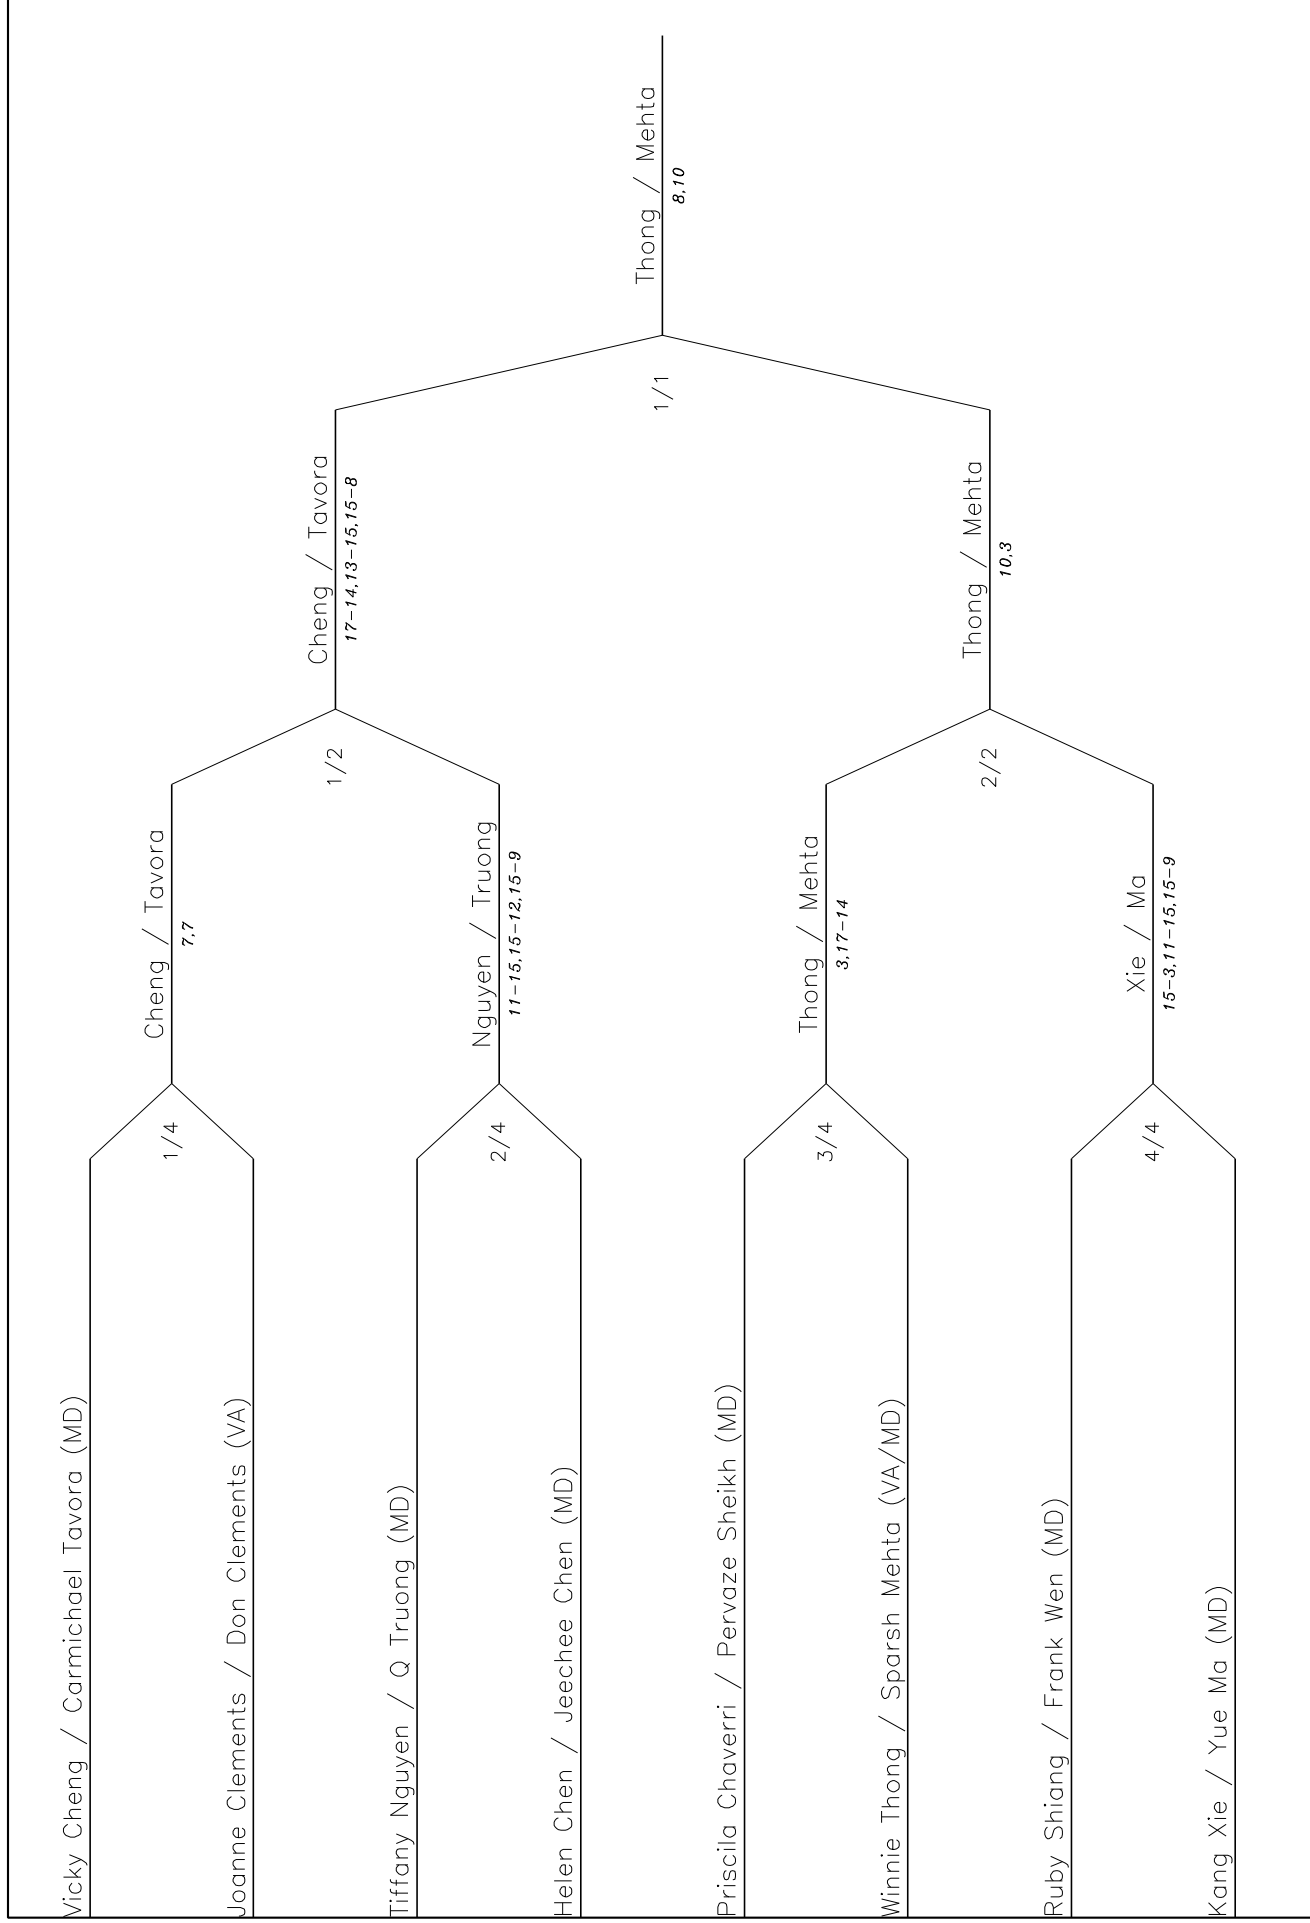 Vicky Cheng / Carmichael Tavora (MD)
Joanne Clements / Don Clements (VA)
Tiffany Nguyen / Q Truong (MD)
Helen Chen / Jeechee Chen (MD)
Priscila Chaverri / Pervaze Sheikh (MD)
Winnie Thong / Sparsh Mehta (VA/MD)
Ruby Shiang / Frank Wen (MD)
Kang Xie / Yue Ma (MD)
1/4
2/4
3/4
4/4
Cheng / Tavora
7,7
Nguyen / Truong
11-15,15-12,15-9
Thong / Mehta
3,17-14
Xie / Ma
15-3,11-15,15-9
1/2
2/2
Cheng / Tavora
17-14,13-15,15-8
Thong / Mehta
10,3
1/1
Thong / Mehta
8,10